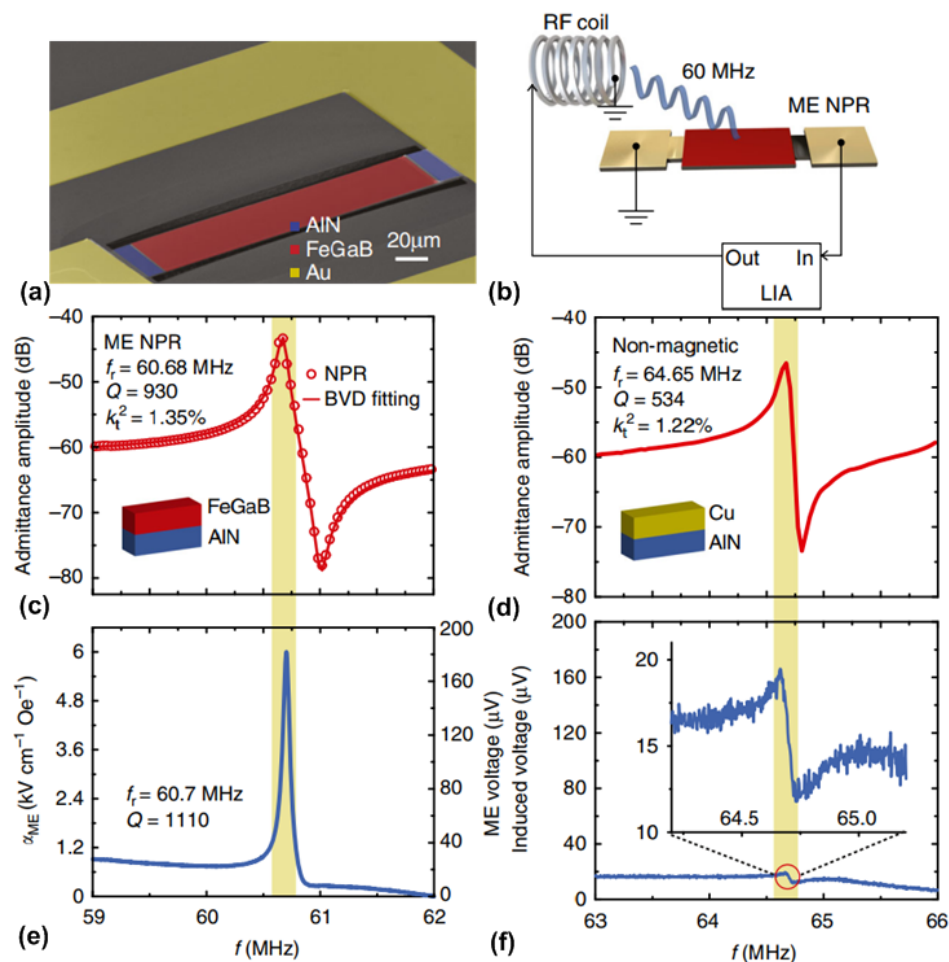 AlN
FeGaB
Au
20μm
(a)
RF coil
60 MHz
ME NPR
Out In
LIA
(b)
−40
−50
−60
−70
−80
Admittance amplitude (dB)
ME NPR
fr = 60.68 MHz
Q = 930
kt² = 1.35%
NPR
BVD fitting
FeGaB
AlN
59 60 61 62
(c)
−40
−50
−60
−70
−80
Admittance amplitude (dB)
Non-magnetic
fr = 64.65 MHz
Q = 534
kt² = 1.22%
Cu
AlN
(d)
6
4.8
3.6
2.4
1.2
0
αME (kV cm⁻¹ Oe⁻¹)
fr = 60.7 MHz
Q = 1110
200
160
120
80
40
0
ME voltage (μV)
59 60 61 62
f (MHz)
(e)
200
160
120
80
40
20
0
Induced voltage (μV)
20
15
10
64.5 65.0
63 64 65 66
f (MHz)
(f)